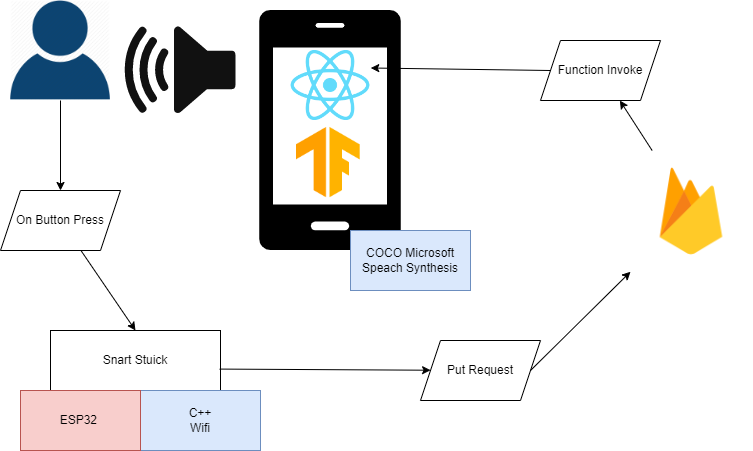 Function Invoke
On Button Press
COCO Microsoft
Speach Synthesis
Snart Stuick
Put Request
ESP32
C++
Wifi